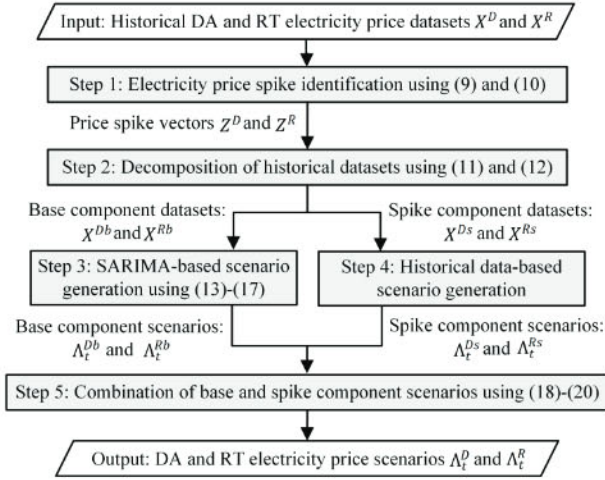 Input: Historical DA and RT electricity price datasets X^D and X^R
Step 1: Electricity price spike identification using (9) and (10)
Price spike vectors Z^D and Z^R
Step 2: Decomposition of historical datasets using (11) and (12)
Base component datasets:
X^Db and X^Rb
Spike component datasets:
X^Ds and X^Rs
Step 3: SARIMA-based scenario
generation using (13)-(17)
Step 4: Historical data-based
scenario generation
Base component scenarios:
Λ_t^Db and Λ_t^Rb
Spike component scenarios:
Λ_t^Ds and Λ_t^Rs
Step 5: Combination of base and spike component scenarios using (18)-(20)
Output: DA and RT electricity price scenarios Λ_t^D and Λ_t^R